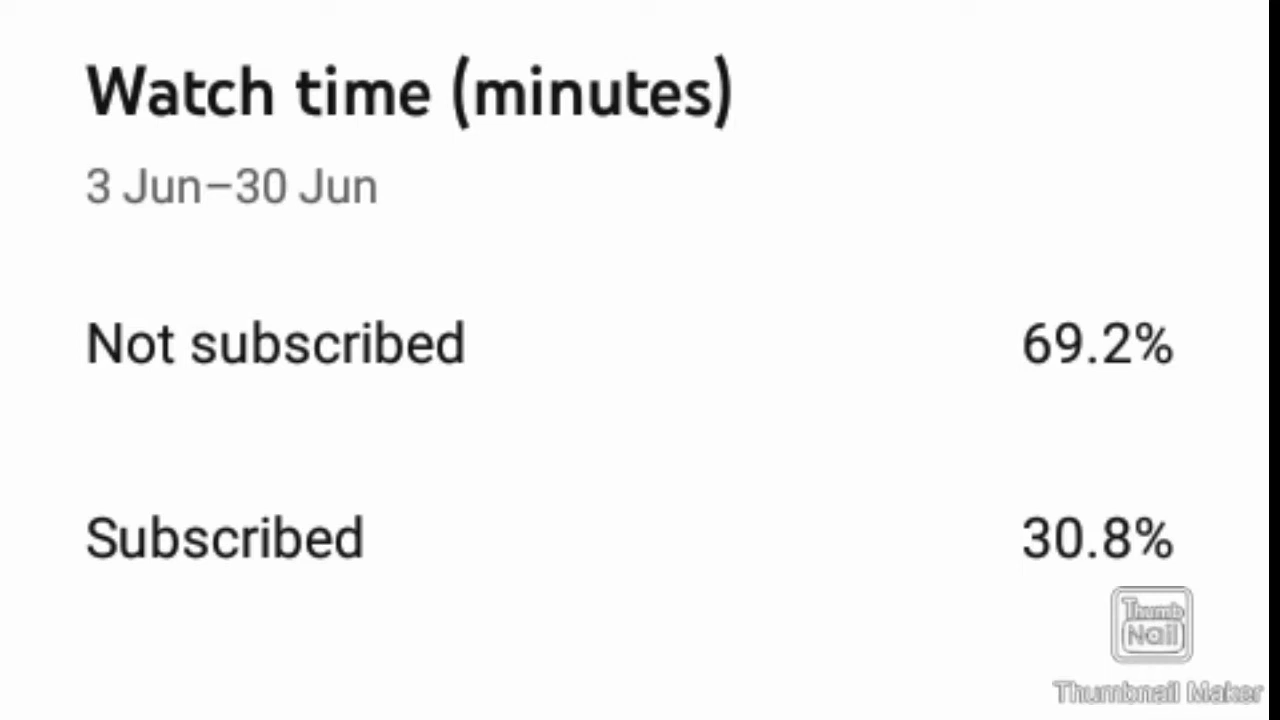 Watch time (minutes)
3 Jun–30 Jun
Not subscribed 69.2%
Subscribed 30.8%
Thumb
Nail
Thumbnail Maker